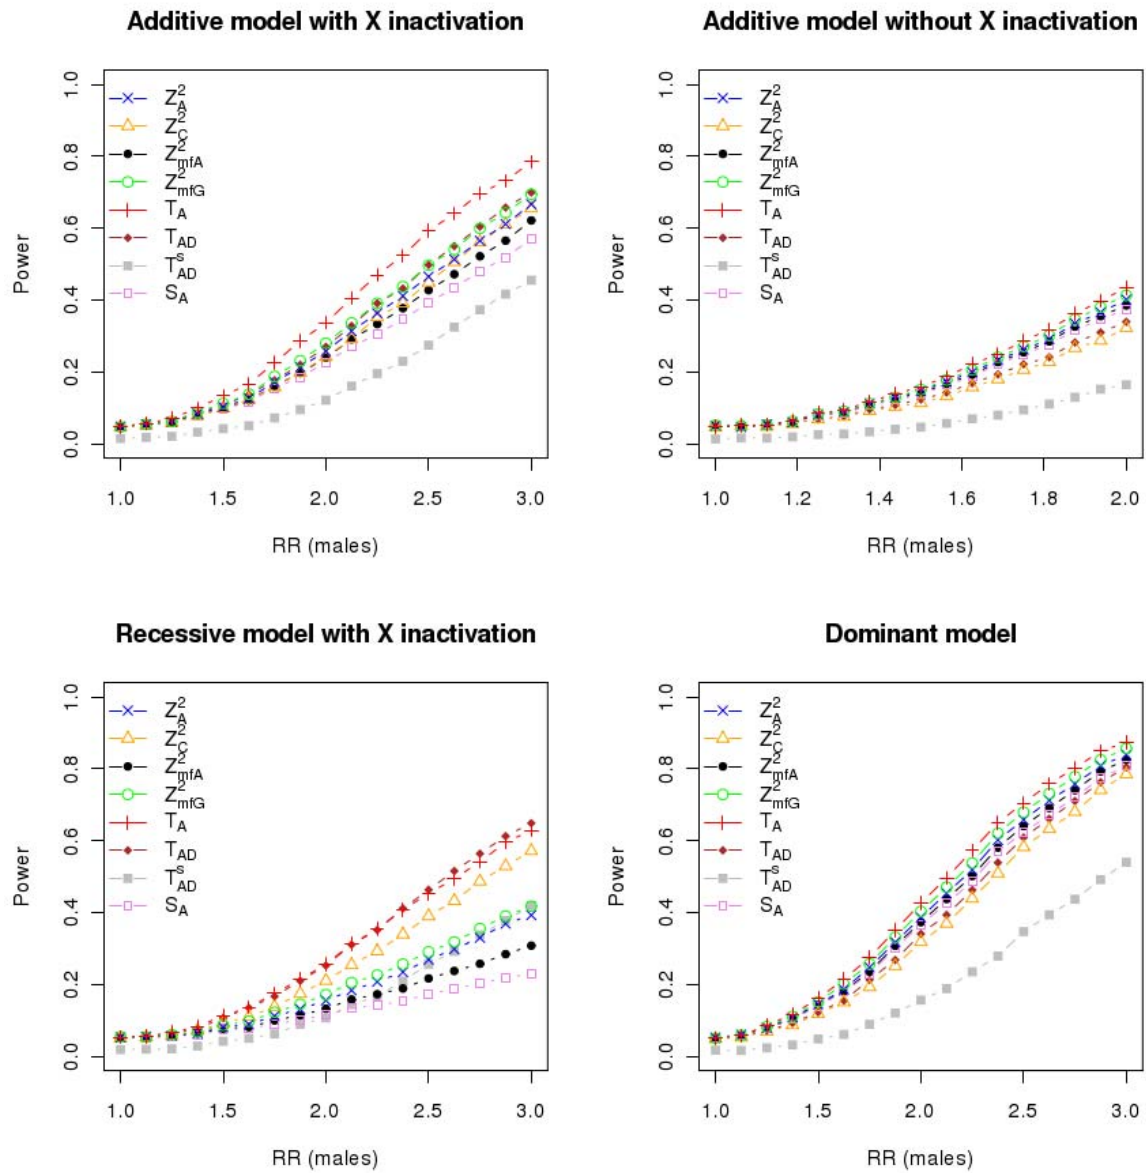 Additive model with X inactivation
Power
1.0
0.8
0.6
0.4
0.2
0.0
Z²A
Z²C
Z²mfA
Z²mfG
TA
TAD
TˢAD
SA
1.0 1.5 2.0 2.5 3.0
RR (males)
Additive model without X inactivation
Power
1.0
0.8
0.6
0.4
0.2
0.0
Z²A
Z²C
Z²mfA
Z²mfG
TA
TAD
TˢAD
SA
1.0 1.2 1.4 1.6 1.8 2.0
RR (males)
Recessive model with X inactivation
Power
1.0
0.8
0.6
0.4
0.2
0.0
Z²A
Z²C
Z²mfA
Z²mfG
TA
TAD
TˢAD
SA
1.0 1.5 2.0 2.5 3.0
RR (males)
Dominant model
Power
1.0
0.8
0.6
0.4
0.2
0.0
Z²A
Z²C
Z²mfA
Z²mfG
TA
TAD
TˢAD
SA
1.0 1.5 2.0 2.5 3.0
RR (males)